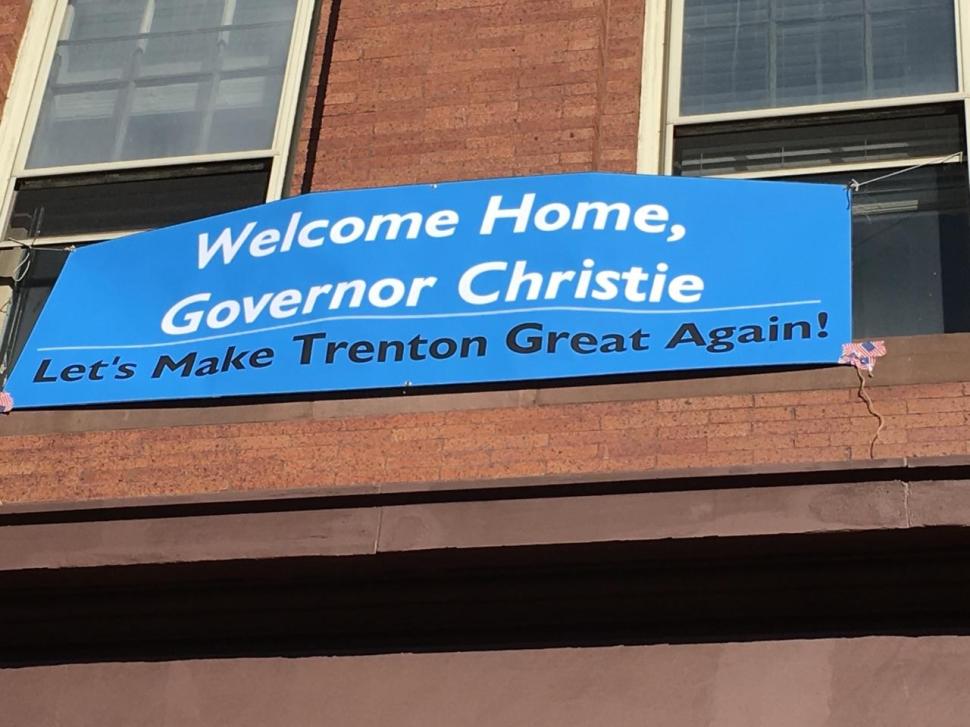 Welcome Home,
Governor Christie
Let's Make Trenton Great Again!